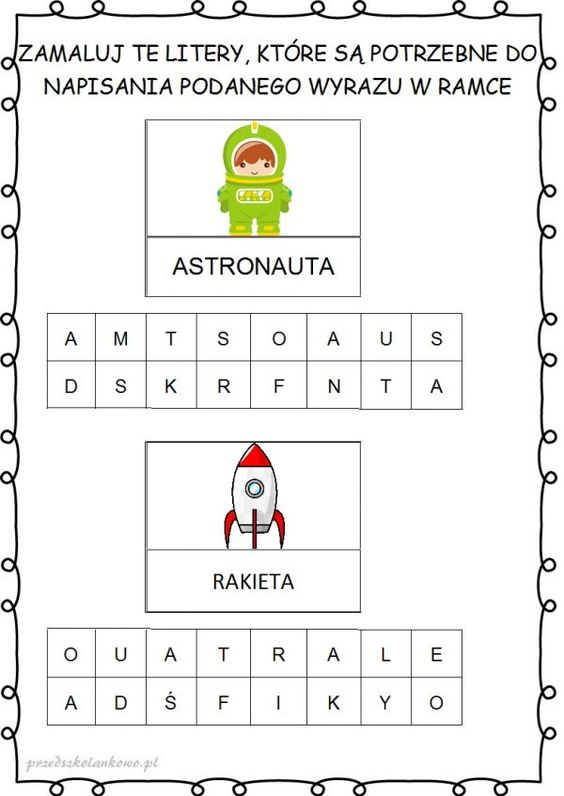 ZAMALUJ TE LITERY, KTÓRE SĄ POTRZEBNE DO
NAPISANIA PODANEGO WYRAZU W RAMCE
ASTRONAUTA
A M T S O A U S
D S K R F N T A
RAKIETA
O U A T R A L E
A D Ś F I K Y O
przedszkolankowo.pl